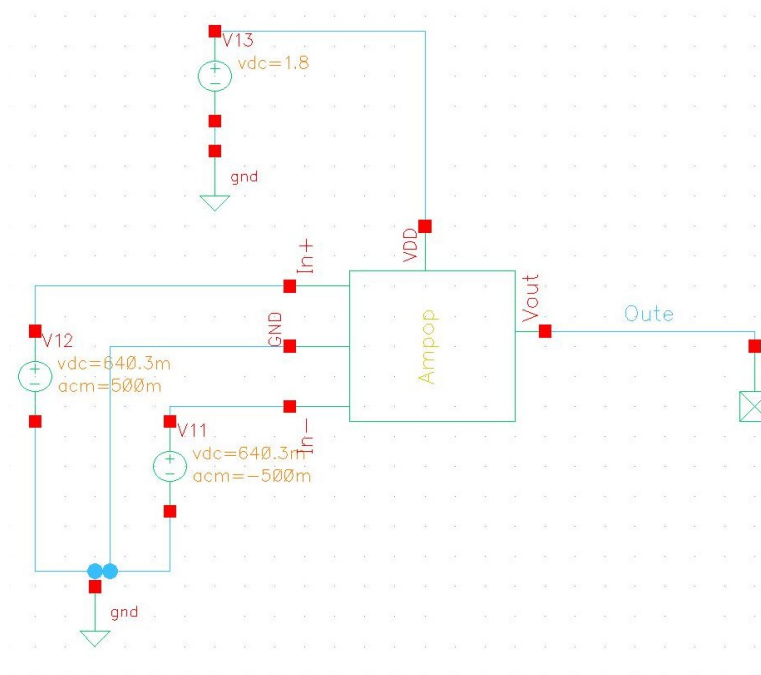 V13
vdc=1.8
gnd
VDD
In+
Vout
GND
Ampop
Oute
V12
vdc=640.3m
acm=500m
V11
vdc=640.3m
In-
acm=-500m
gnd